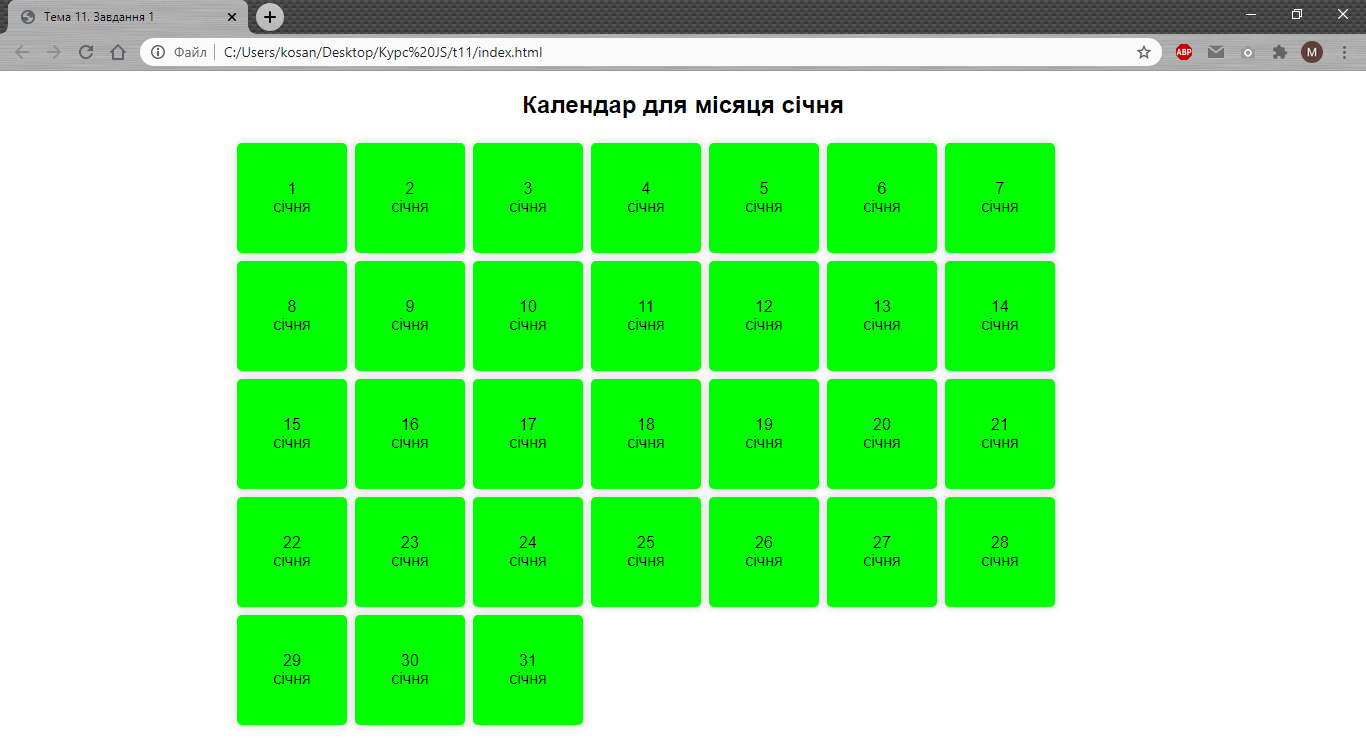 Тема 11. Завдання 1
Файл C:/Users/kosan/Desktop/Курс%20JS/t11/index.html
ABP
M
Календар для місяця січня
1 2 3 4 5 6 7
січня січня січня січня січня січня січня
8 9 10 11 12 13 14
січня січня січня січня січня січня січня
15 16 17 18 19 20 21
січня січня січня січня січня січня січня
22 23 24 25 26 27 28
січня січня січня січня січня січня січня
29 30 31
січня січня січня